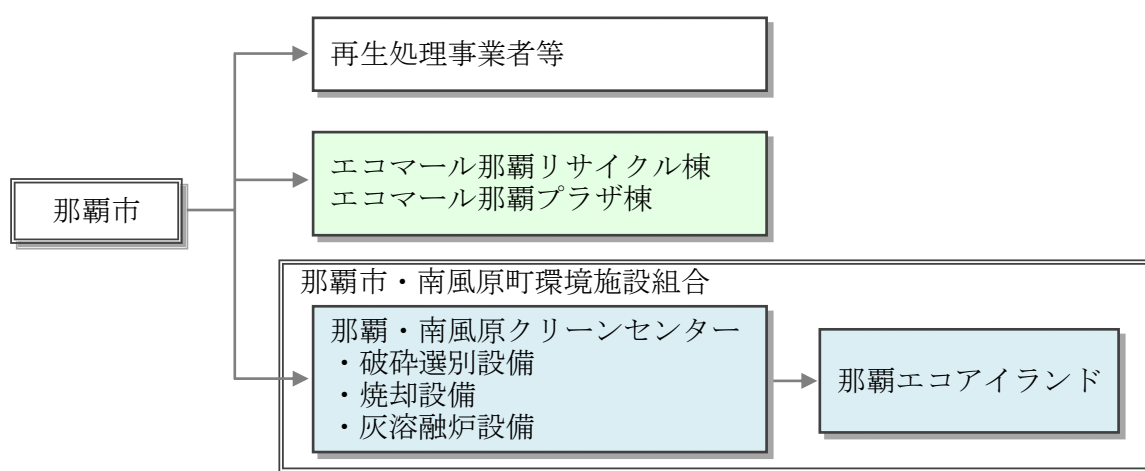 再生処理事業者等
エコマール那覇リサイクル棟
エコマール那覇プラザ棟
那覇市
那覇市・南風原町環境施設組合
那覇・南風原クリーンセンター
・破砕選別設備
・焼却設備
・灰溶融炉設備
那覇エコアイランド